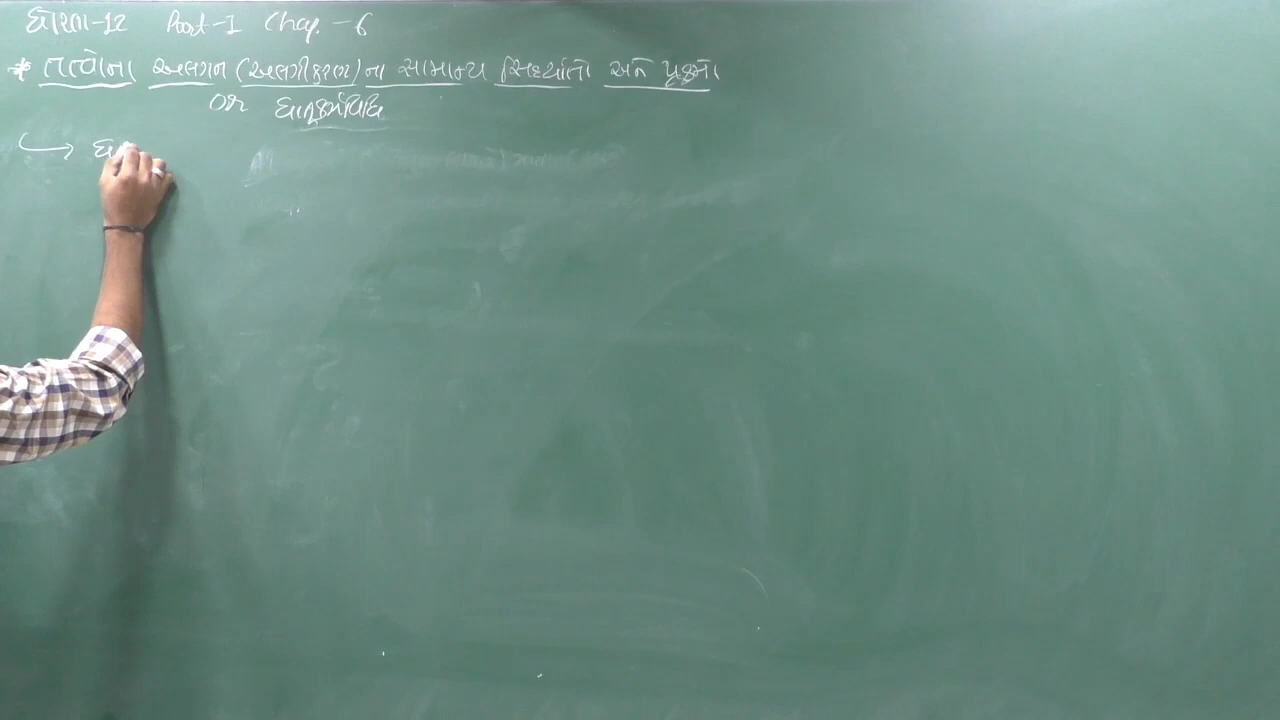 ધોરણ-12 Part-I Chap.-6
* તત્વોના અલગન (અલગીકરણ)ના સામાન્ય સિધ્ધાંતો અને પ્રક્રમો
OR ધાતુકર્મવિધિ
↪ ધા